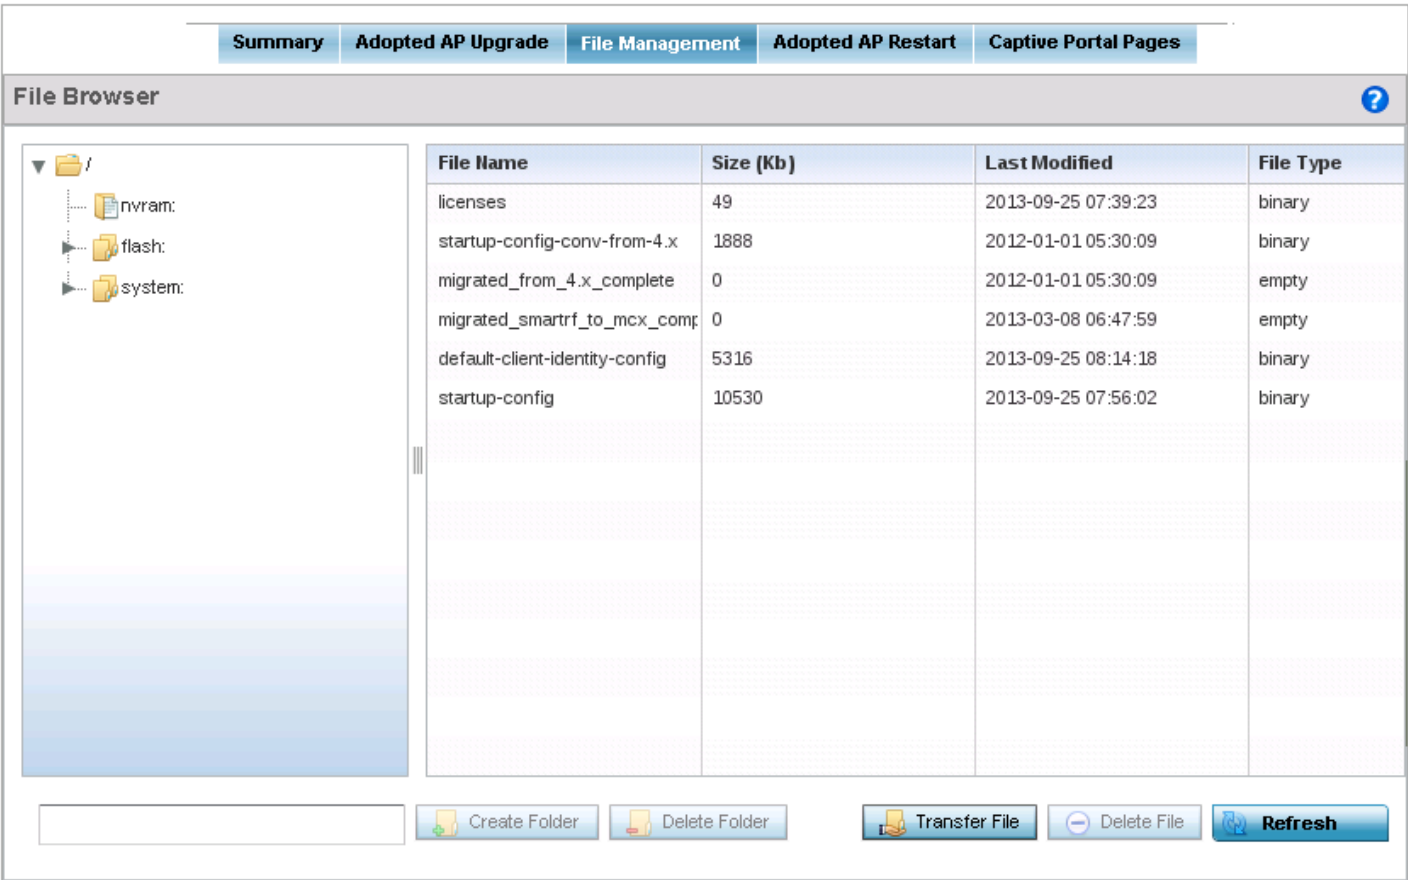 Summary Adopted AP Upgrade File Management Adopted AP Restart Captive Portal Pages
File Browser ?
/
nvram:
flash:
system:
File Name Size (Kb) Last Modified File Type
licenses 49 2013-09-25 07:39:23 binary
startup-config-conv-from-4.x 1888 2012-01-01 05:30:09 binary
migrated_from_4.x_complete 0 2012-01-01 05:30:09 empty
migrated_smartrf_to_mcx_comp 0 2013-03-08 06:47:59 empty
default-client-identity-config 5316 2013-09-25 08:14:18 binary
startup-config 10530 2013-09-25 07:56:02 binary
Create Folder Delete Folder Transfer File Delete File Refresh